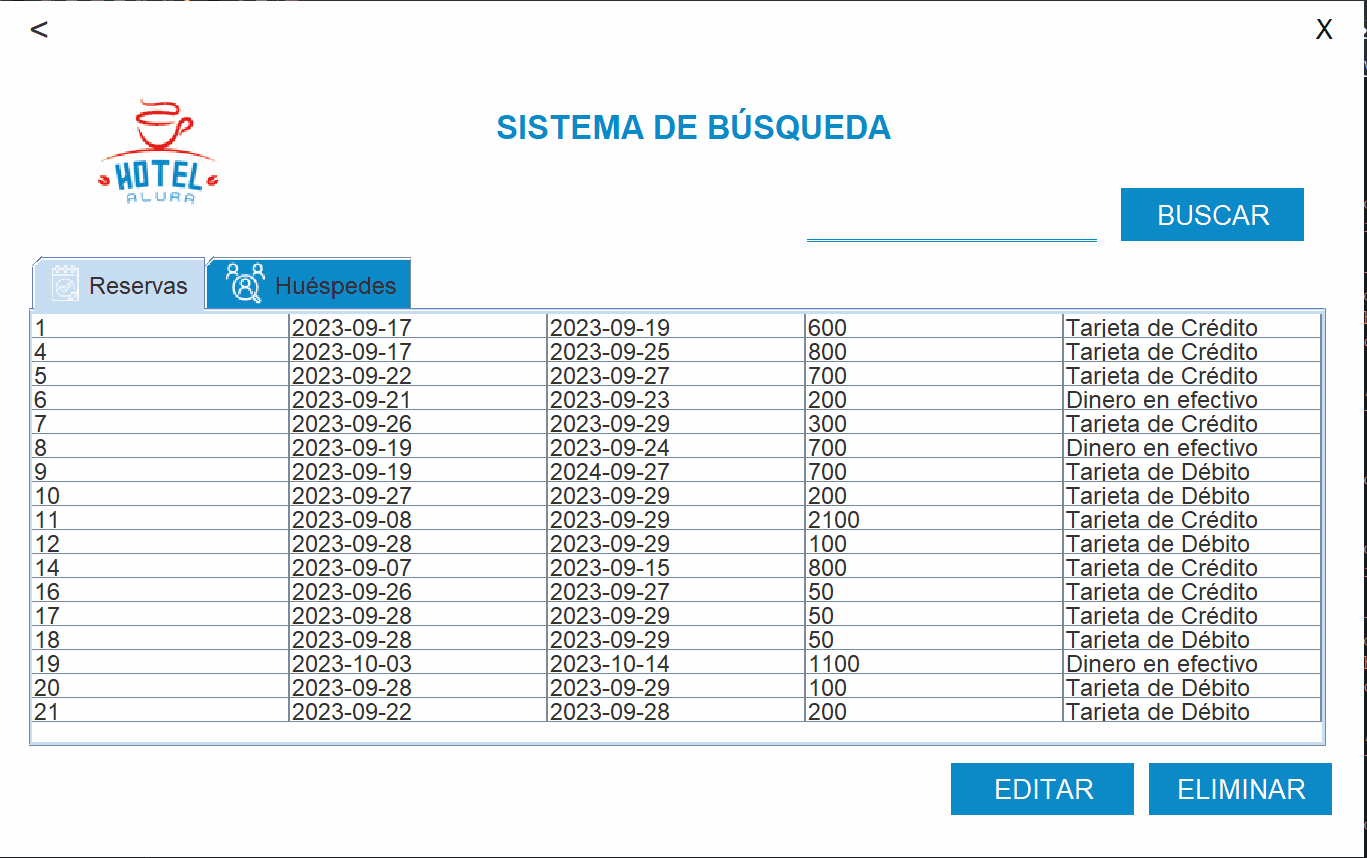 < X
HOTEL
ALURA
SISTEMA DE BÚSQUEDA
BUSCAR
Reservas Huéspedes
1 2023-09-17 2023-09-19 600 Tarjeta de Crédito
4 2023-09-17 2023-09-25 800 Tarjeta de Crédito
5 2023-09-22 2023-09-27 700 Tarjeta de Crédito
6 2023-09-21 2023-09-23 200 Dinero en efectivo
7 2023-09-26 2023-09-29 300 Tarjeta de Crédito
8 2023-09-19 2023-09-24 700 Dinero en efectivo
9 2023-09-19 2024-09-27 700 Tarjeta de Débito
10 2023-09-27 2023-09-29 200 Tarjeta de Débito
11 2023-09-08 2023-09-29 2100 Tarjeta de Crédito
12 2023-09-28 2023-09-29 100 Tarjeta de Débito
14 2023-09-07 2023-09-15 800 Tarjeta de Crédito
16 2023-09-26 2023-09-27 50 Tarjeta de Crédito
17 2023-09-28 2023-09-29 50 Tarjeta de Crédito
18 2023-09-28 2023-09-29 50 Tarjeta de Débito
19 2023-10-03 2023-10-14 1100 Dinero en efectivo
20 2023-09-28 2023-09-29 100 Tarjeta de Débito
21 2023-09-22 2023-09-28 200 Tarjeta de Débito
EDITAR ELIMINAR